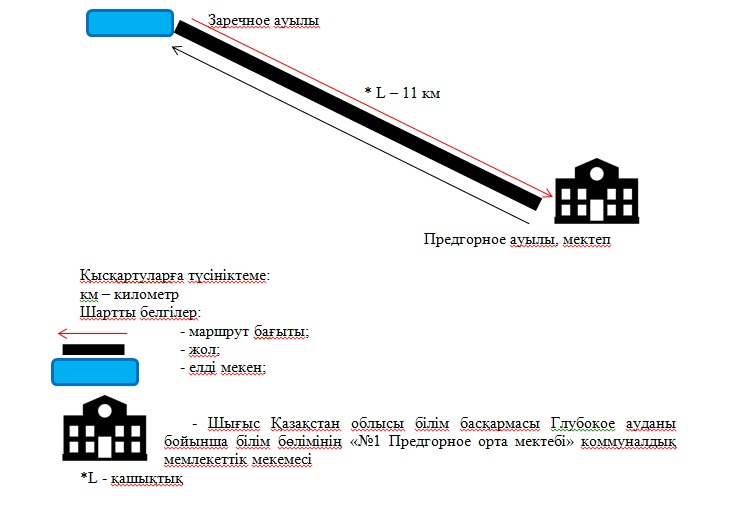 Заречное ауылы
* L – 11 км
Предгорное ауылы, мектеп
Қысқартуларға түсініктеме:
км – километр
Шартты белгілер:
- маршрут бағыты;
- жол;
- елді мекен;
- Шығыс Қазақстан облысы білім басқармасы Глубокое ауданы
бойынша білім бөлімінің «№1 Предгорное орта мектебі» коммуналдық
мемлекеттік мекемесі
*L - қашықтық